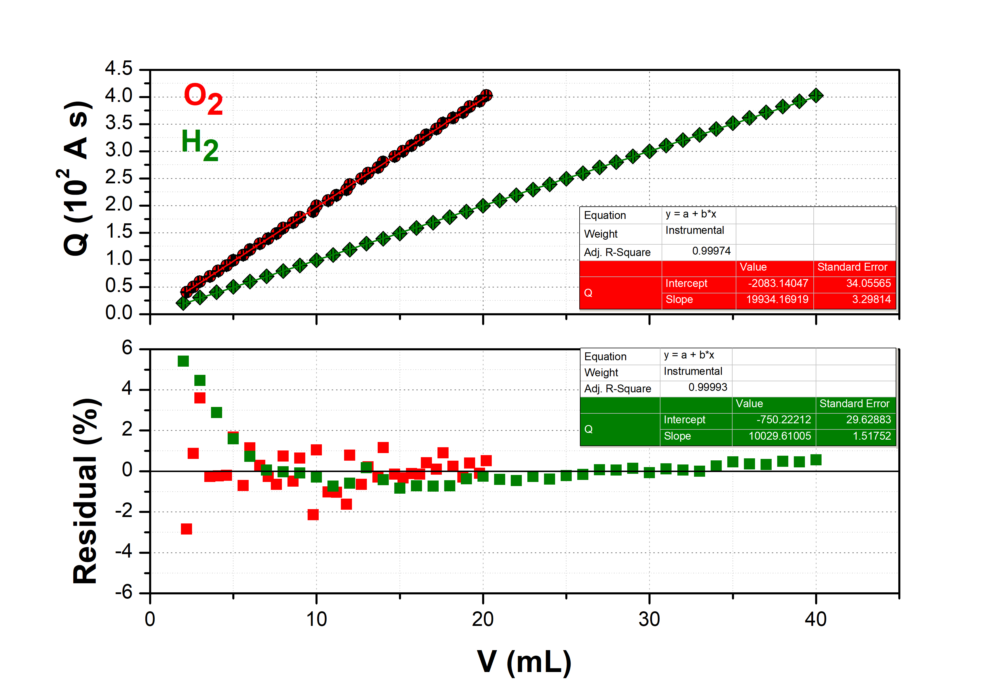 4.5
4.0
3.5
3.0
2.5
2.0
1.5
1.0
0.5
0.0
Q (10² A s)
O₂
H₂
Equation y = a + b*x
Weight Instrumental
Adj. R-Square 0.99974
Value Standard Error
Q Intercept -2083.14047 34.05565
Slope 19934.16919 3.29814
6
4
2
0
-2
-4
-6
Residual (%)
Equation y = a + b*x
Weight Instrumental
Adj. R-Square 0.99993
Value Standard Error
Q Intercept -750.22212 29.62883
Slope 10029.61005 1.51752
0 10 20 30 40
V (mL)